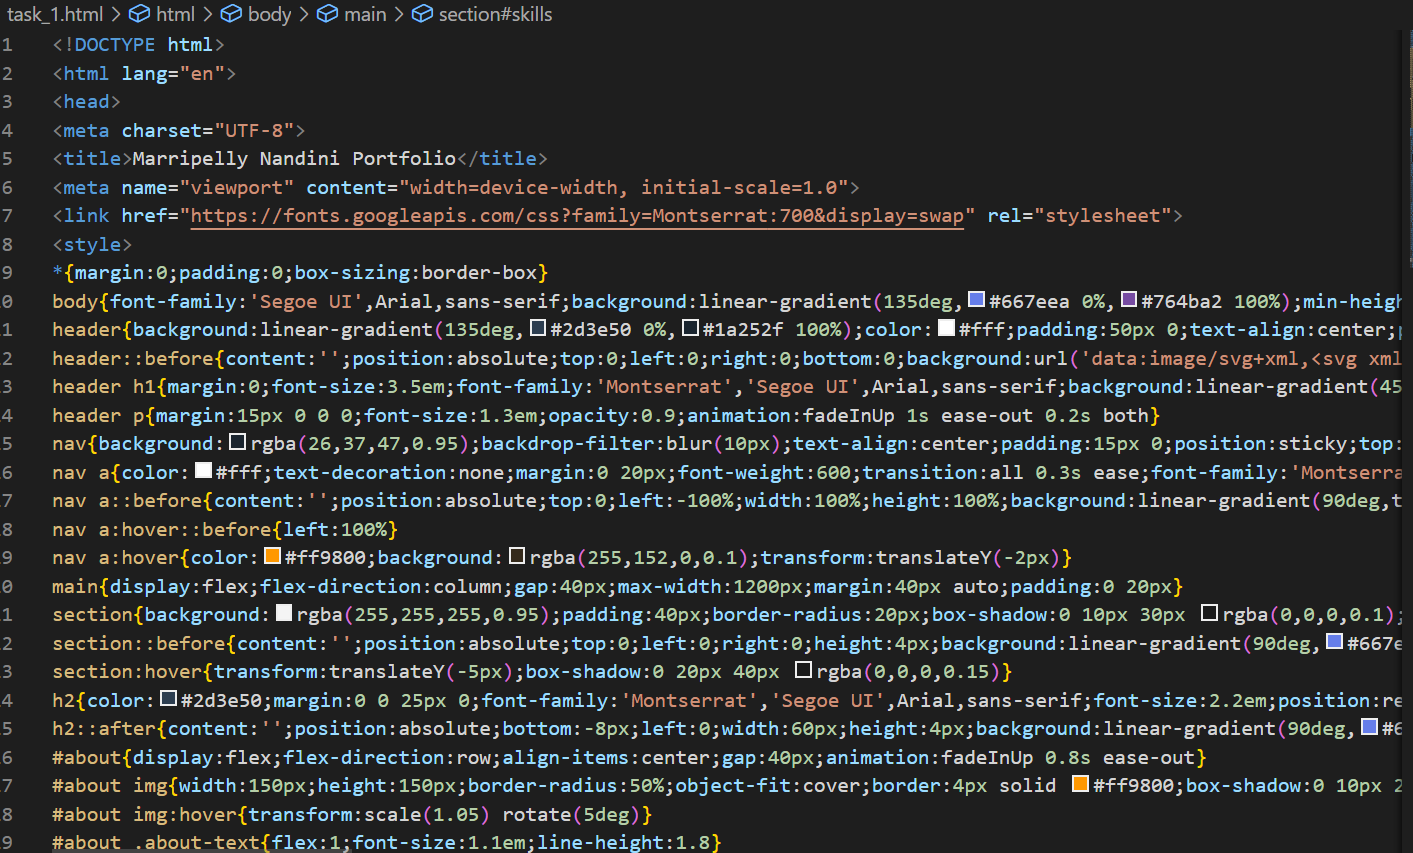 task_1.html > html > body > main > section#skills
1 <!DOCTYPE html>
2 <html lang="en">
3 <head>
4 <meta charset="UTF-8">
5 <title>Marripelly Nandini Portfolio</title>
6 <meta name="viewport" content="width=device-width, initial-scale=1.0">
7 <link href="https://fonts.googleapis.com/css?family=Montserrat:700&display=swap" rel="stylesheet">
8 <style>
9 *{margin:0;padding:0;box-sizing:border-box}
0 body{font-family:'Segoe UI',Arial,sans-serif;background:linear-gradient(135deg,#667eea 0%,#764ba2 100%);min-heigh
1 header{background:linear-gradient(135deg,#2d3e50 0%,#1a252f 100%);color:#fff;padding:50px 0;text-align:center;p
2 header::before{content:'';position:absolute;top:0;left:0;right:0;bottom:0;background:url('data:image/svg+xml,<svg xml
3 header h1{margin:0;font-size:3.5em;font-family:'Montserrat','Segoe UI',Arial,sans-serif;background:linear-gradient(45
4 header p{margin:15px 0 0 0;font-size:1.3em;opacity:0.9;animation:fadeInUp 1s ease-out 0.2s both}
5 nav{background:rgba(26,37,47,0.95);backdrop-filter:blur(10px);text-align:center;padding:15px 0;position:sticky;top:
6 nav a{color:#fff;text-decoration:none;margin:0 20px;font-weight:600;transition:all 0.3s ease;font-family:'Montserra
7 nav a::before{content:'';position:absolute;top:0;left:-100%;width:100%;height:100%;background:linear-gradient(90deg,t
8 nav a:hover::before{left:100%}
9 nav a:hover{color:#ff9800;background:rgba(255,152,0,0.1);transform:translateY(-2px)}
0 main{display:flex;flex-direction:column;gap:40px;max-width:1200px;margin:40px auto;padding:0 20px}
1 section{background:rgba(255,255,255,0.95);padding:40px;border-radius:20px;box-shadow:0 10px 30px rgba(0,0,0,0.1);
2 section::before{content:'';position:absolute;top:0;left:0;right:0;height:4px;background:linear-gradient(90deg,#667e
3 section:hover{transform:translateY(-5px);box-shadow:0 20px 40px rgba(0,0,0,0.15)}
4 h2{color:#2d3e50;margin:0 0 25px 0;font-family:'Montserrat','Segoe UI',Arial,sans-serif;font-size:2.2em;position:re
5 h2::after{content:'';position:absolute;bottom:-8px;left:0;width:60px;height:4px;background:linear-gradient(90deg,#6
6 #about{display:flex;flex-direction:row;align-items:center;gap:40px;animation:fadeInUp 0.8s ease-out}
7 #about img{width:150px;height:150px;border-radius:50%;object-fit:cover;border:4px solid #ff9800;box-shadow:0 10px 2
8 #about img:hover{transform:scale(1.05) rotate(5deg)}
9 #about .about-text{flex:1;font-size:1.1em;line-height:1.8}